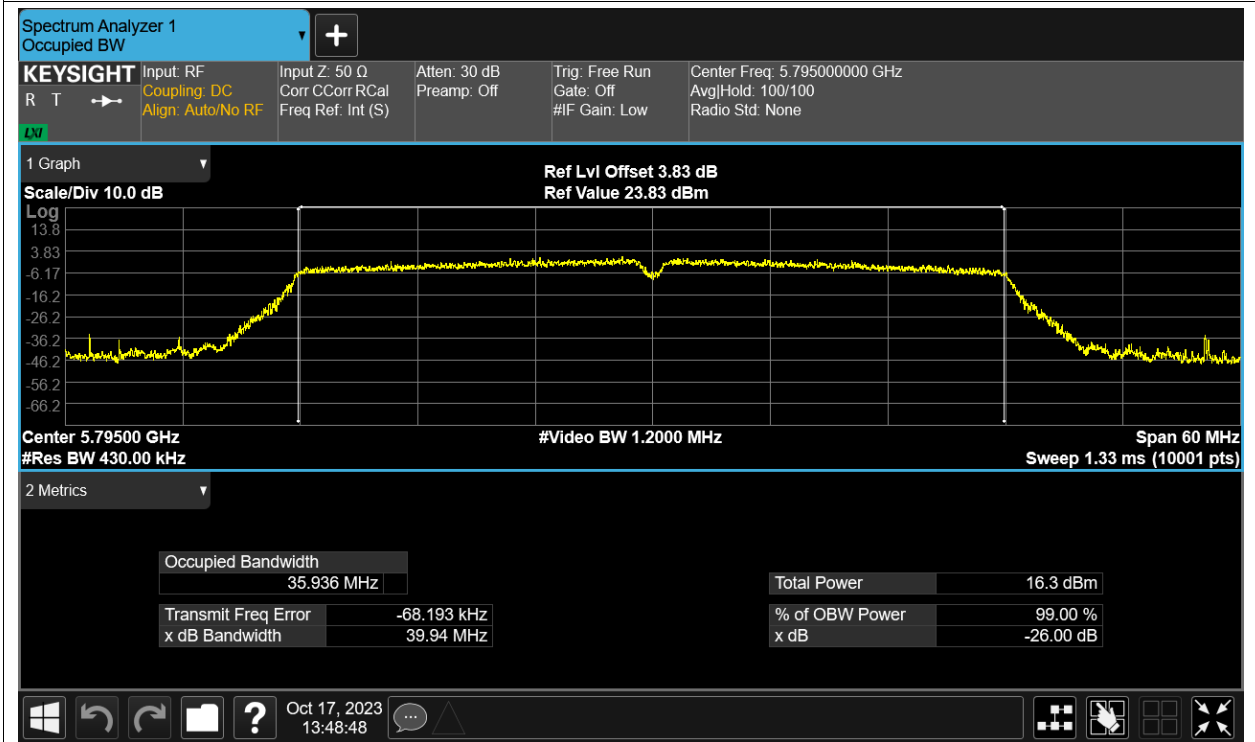 Spectrum Analyzer 1
Occupied BW
KEYSIGHT
R T
LXI
Input: RF
Coupling: DC
Align: Auto/No RF
Input Z: 50 Ω
Corr CCorr RCal
Freq Ref: Int (S)
Atten: 30 dB
Preamp: Off
Trig: Free Run
Gate: Off
#IF Gain: Low
Center Freq: 5.795000000 GHz
Avg|Hold: 100/100
Radio Std: None
1 Graph
Scale/Div 10.0 dB
Ref Lvl Offset 3.83 dB
Ref Value 23.83 dBm
Log
13.8
3.83
-6.17
-16.2
-26.2
-36.2
-46.2
-56.2
-66.2
Center 5.79500 GHz
#Res BW 430.00 kHz
#Video BW 1.2000 MHz
Span 60 MHz
Sweep 1.33 ms (10001 pts)
2 Metrics
Occupied Bandwidth
35.936 MHz
Transmit Freq Error -68.193 kHz
x dB Bandwidth 39.94 MHz
Total Power 16.3 dBm
% of OBW Power 99.00 %
x dB -26.00 dB
?
Oct 17, 2023
13:48:48